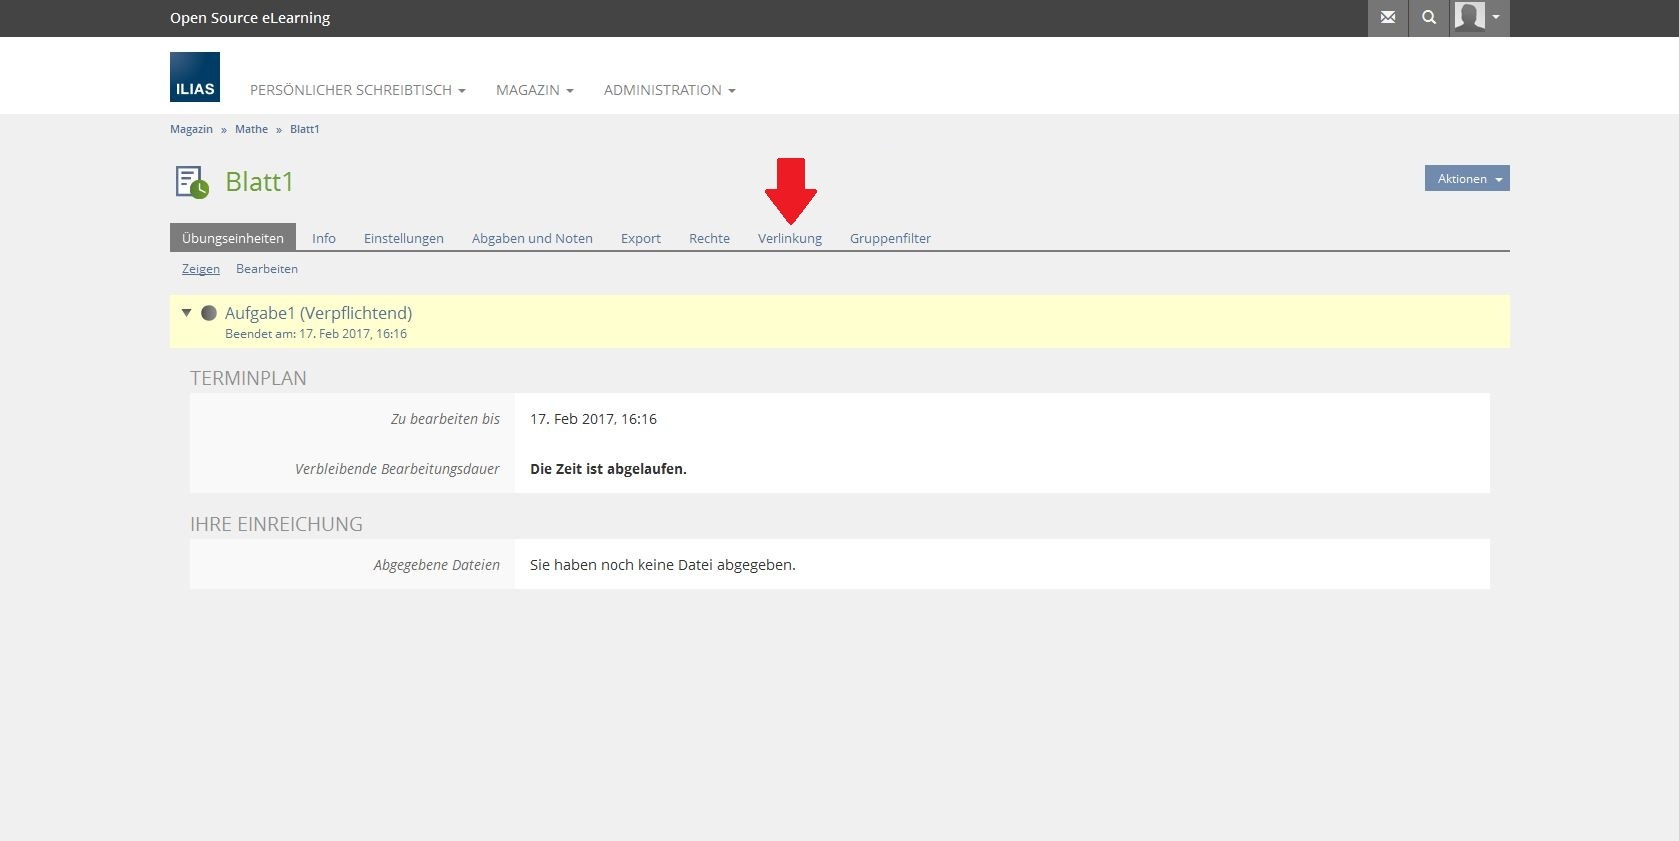 Open Source eLearning
ILIAS
PERSÖNLICHER SCHREIBTISCH MAGAZIN ADMINISTRATION
Magazin » Mathe » Blatt1
Blatt1
Aktionen
Übungseinheiten Info Einstellungen Abgaben und Noten Export Rechte Verlinkung Gruppenfilter
Zeigen Bearbeiten
Aufgabe1 (Verpflichtend)
Beendet am: 17. Feb 2017, 16:16
TERMINPLAN
Zu bearbeiten bis 17. Feb 2017, 16:16
Verbleibende Bearbeitungsdauer Die Zeit ist abgelaufen.
IHRE EINREICHUNG
Abgegebene Dateien Sie haben noch keine Datei abgegeben.